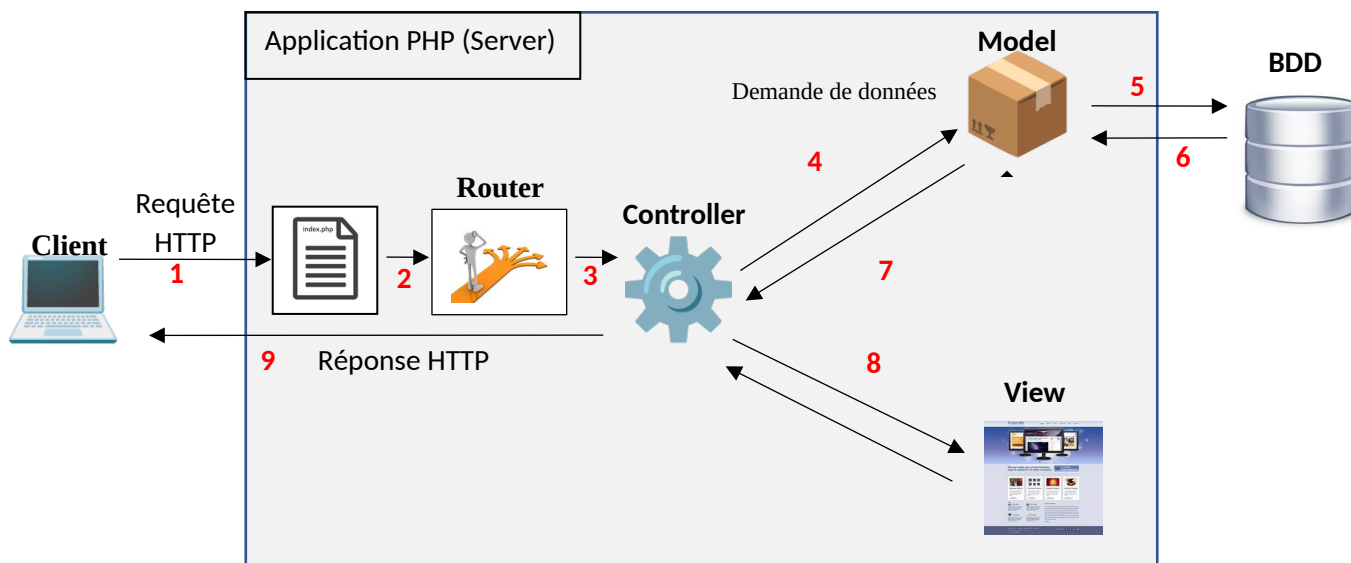 Application PHP (Server)
Model
BDD
Demande de données
5
4
6
Requête
HTTP
Client
1
index.php
2
Router
3
Controller
7
9
Réponse HTTP
8
View